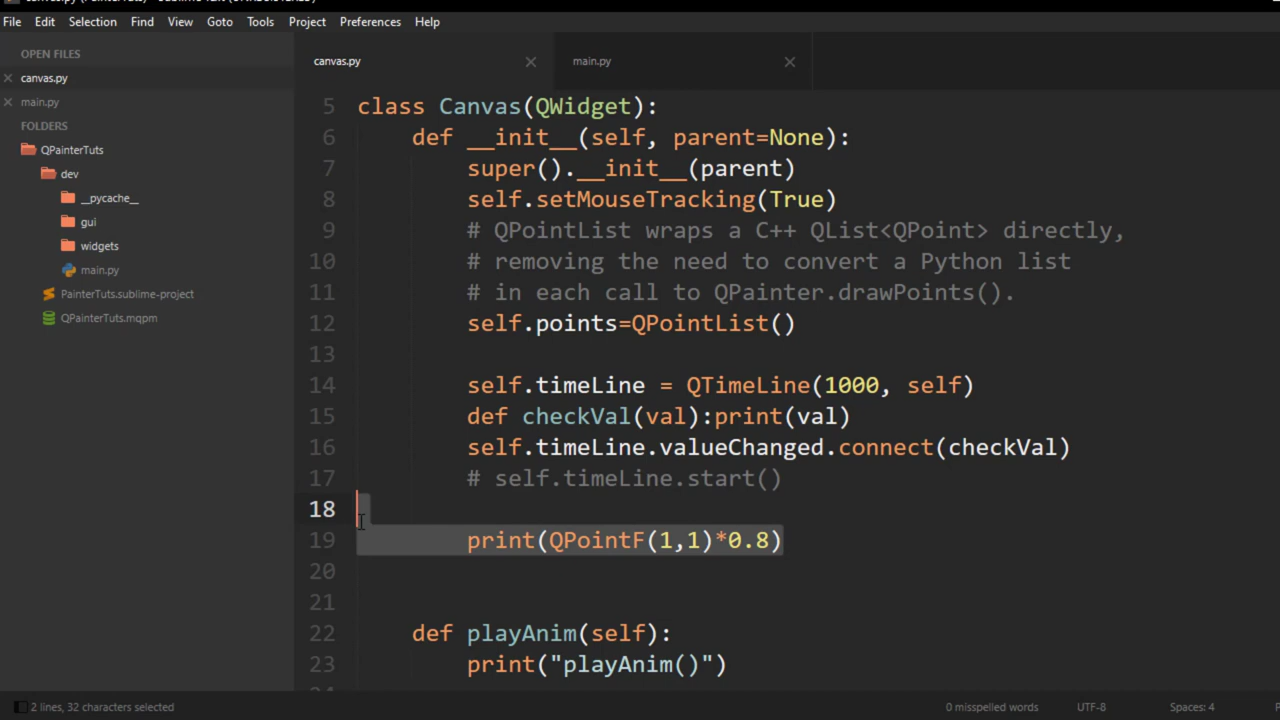 File Edit Selection Find View Goto Tools Project Preferences Help
OPEN FILES
canvas.py
main.py
FOLDERS
QPainterTuts
dev
__pycache__
gui
widgets
main.py
PainterTuts.sublime-project
QPainterTuts.mqpm
canvas.py
main.py
5 class Canvas(QWidget):
6 def __init__(self, parent=None):
7 super().__init__(parent)
8 self.setMouseTracking(True)
9 # QPointList wraps a C++ QList<QPoint> directly,
10 # removing the need to convert a Python list
11 # in each call to QPainter.drawPoints().
12 self.points=QPointList()
13
14 self.timeLine = QTimeLine(1000, self)
15 def checkVal(val):print(val)
16 self.timeLine.valueChanged.connect(checkVal)
17 # self.timeLine.start()
18
19 print(QPointF(1,1)*0.8)
20
21
22 def playAnim(self):
23 print("playAnim()")
2 lines, 32 characters selected
0 misspelled words
UTF-8
Spaces: 4